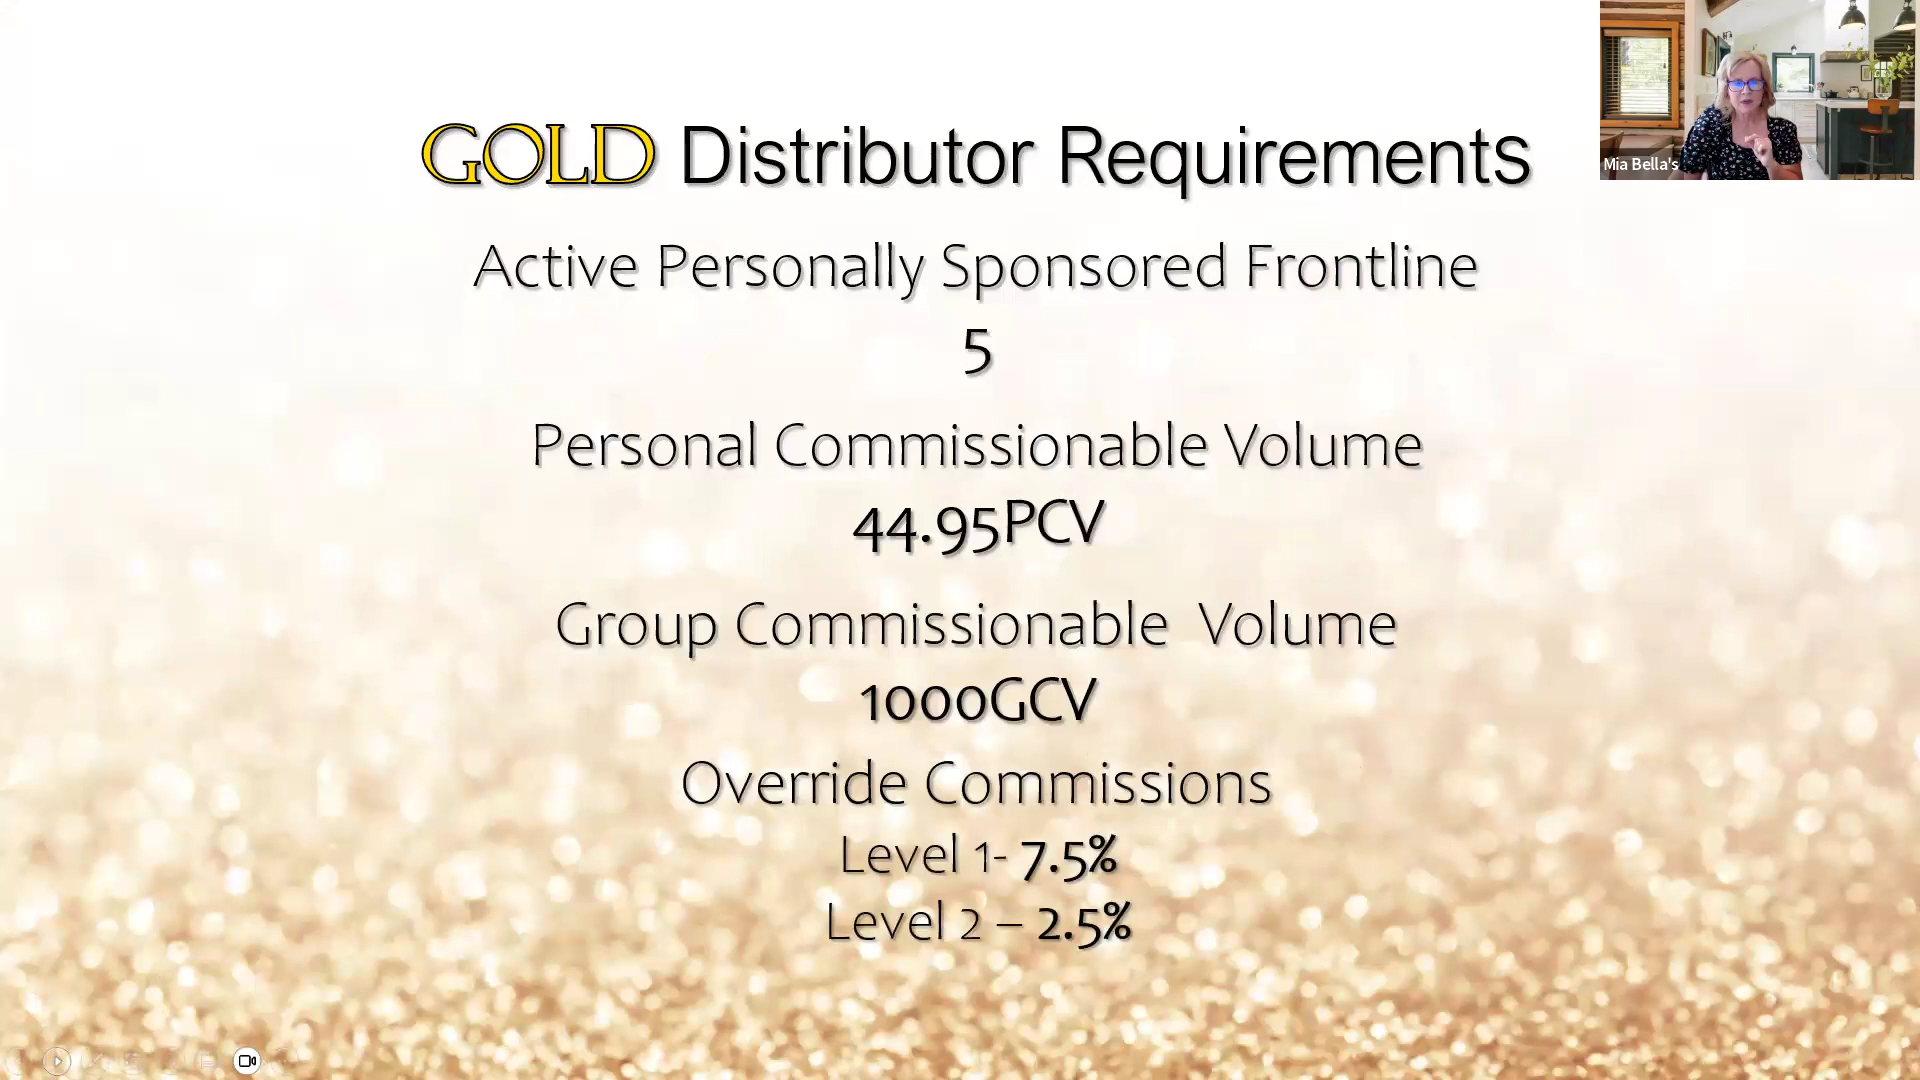 GOLD Distributor Requirements
Active Personally Sponsored Frontline
5
Personal Commissionable Volume
44.95PCV
Group Commissionable Volume
1000GCV
Override Commissions
Level 1- 7.5%
Level 2 – 2.5%
Mia Bella's